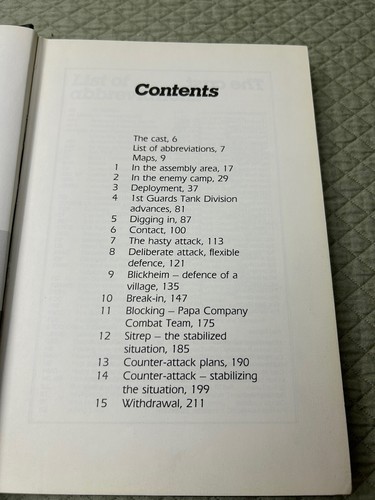 Contents
The cast, 6
List of abbreviations, 7
Maps, 9
1 In the assembly area, 17
2 In the enemy camp, 29
3 Deployment, 37
4 1st Guards Tank Division
advances, 81
5 Digging in, 87
6 Contact, 100
7 The hasty attack, 113
8 Deliberate attack, flexible
defence, 121
9 Blickheim – defence of a
village, 135
10 Break-in, 147
11 Blocking – Papa Company
Combat Team, 175
12 Sitrep – the stabilized
situation, 185
13 Counter-attack plans, 190
14 Counter-attack – stabilizing
the situation, 199
15 Withdrawal, 211